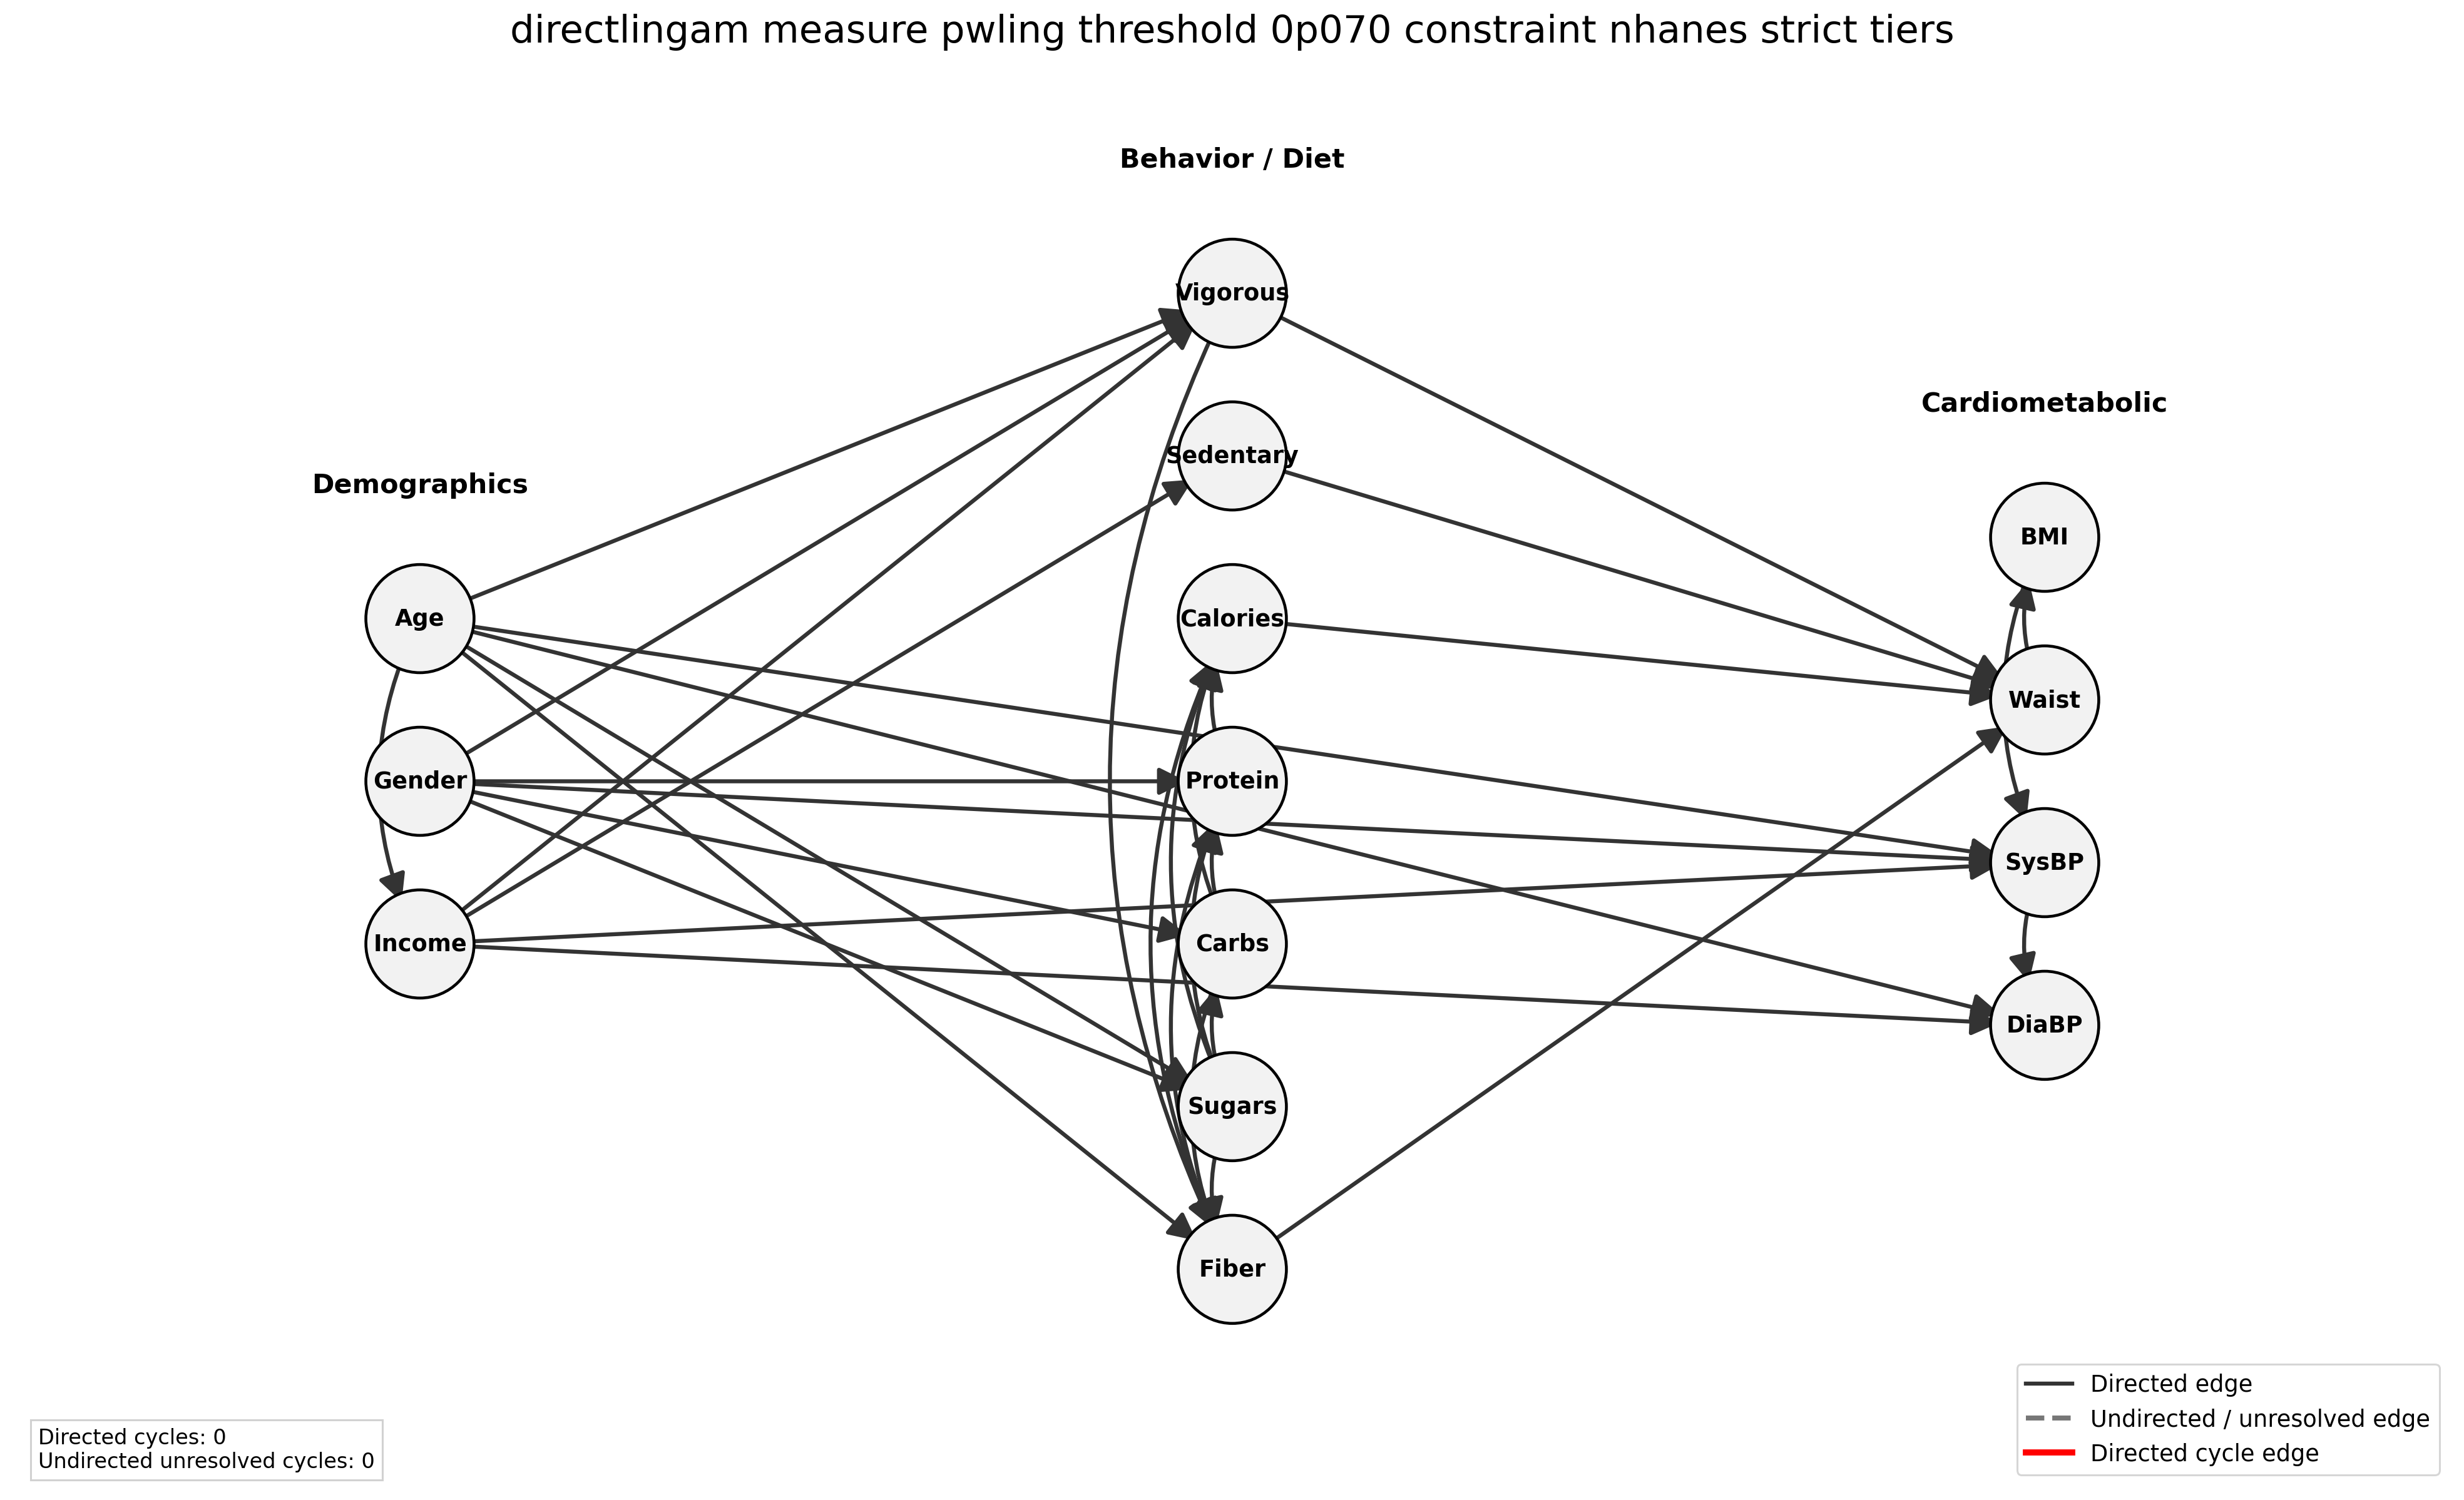 directlingam measure pwling threshold 0p070 constraint nhanes strict tiers
Behavior / Diet
Vigorous
Cardiometabolic
Sedentary
Demographics
BMI
Age
Calories
Waist
Gender
Protein
SysBP
Income
Carbs
DiaBP
Sugars
Fiber
Directed edge
Undirected / unresolved edge
Directed cycle edge
Directed cycles: 0
Undirected unresolved cycles: 0